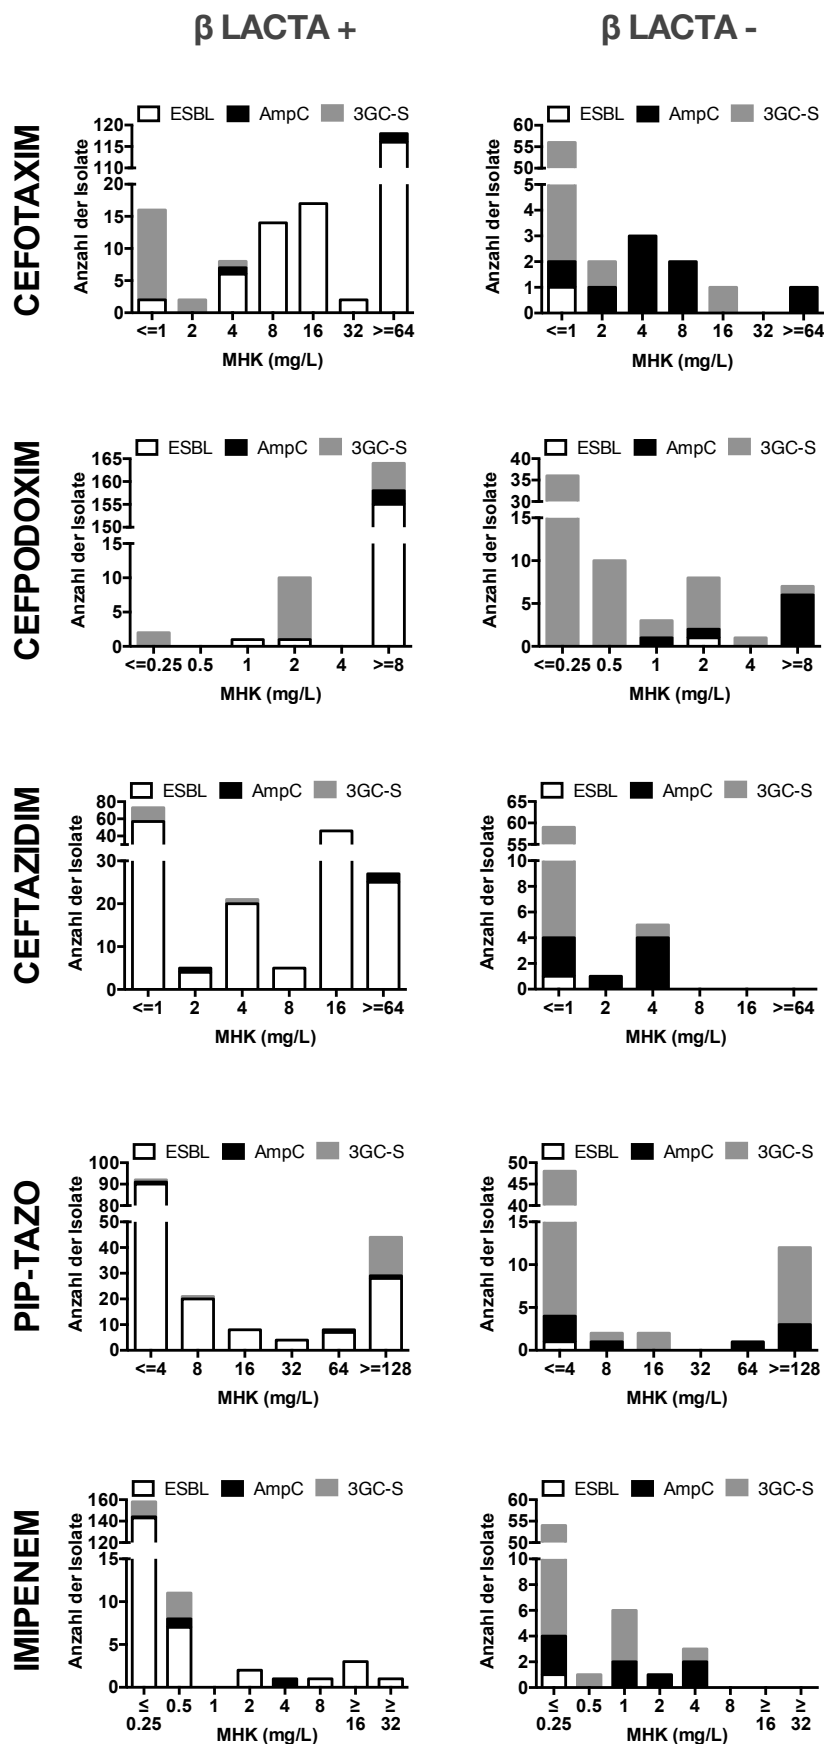 β LACTA +
β LACTA -
CEFOTAXIM
ESBL AmpC 3GC-S
Anzahl der Isolate
120
115
110
20
15
10
5
0
<=1 2 4 8 16 32 >=64
MHK (mg/L)
ESBL AmpC 3GC-S
Anzahl der Isolate
60
55
50
5
4
3
2
1
0
<=1 2 4 8 16 32 >=64
MHK (mg/L)
CEFPODOXIM
ESBL AmpC 3GC-S
Anzahl der Isolate
165
160
155
150
15
10
5
0
<=0.25 0.5 1 2 4 >=8
MHK (mg/L)
ESBL AmpC 3GC-S
Anzahl der Isolate
40
35
30
15
10
5
0
<=0.25 0.5 1 2 4 >=8
MHK (mg/L)
CEFTAZIDIM
ESBL AmpC 3GC-S
Anzahl der Isolate
80
60
40
30
20
10
0
<=1 2 4 8 16 >=64
MHK (mg/L)
ESBL AmpC 3GC-S
Anzahl der Isolate
65
60
55
10
8
6
4
2
0
<=1 2 4 8 16 >=64
MHK (mg/L)
PIP-TAZO
ESBL AmpC 3GC-S
Anzahl der Isolate
100
90
80
50
40
30
20
10
0
<=4 8 16 32 64 >=128
MHK (mg/L)
ESBL AmpC 3GC-S
Anzahl der Isolate
50
45
40
15
10
5
0
<=4 8 16 32 64 >=128
MHK (mg/L)
IMIPENEM
ESBL AmpC 3GC-S
Anzahl der Isolate
160
140
120
15
10
5
0
≤ 0.5 1 2 4 8 ≥ ≥
0.25 16 32
MHK (mg/L)
ESBL AmpC 3GC-S
Anzahl der Isolate
60
55
50
10
8
6
4
2
0
≤ 0.5 1 2 4 8 ≥ ≥
0.25 16 32
MHK (mg/L)